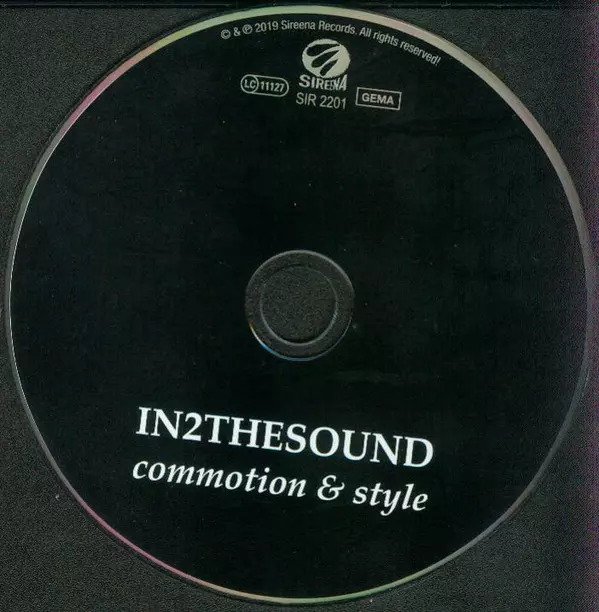 © & ℗ 2019 Sireena Records. All rights reserved!
SIREENA
LC 11127
SIR 2201
GEMA
IN2THESOUND
commotion & style